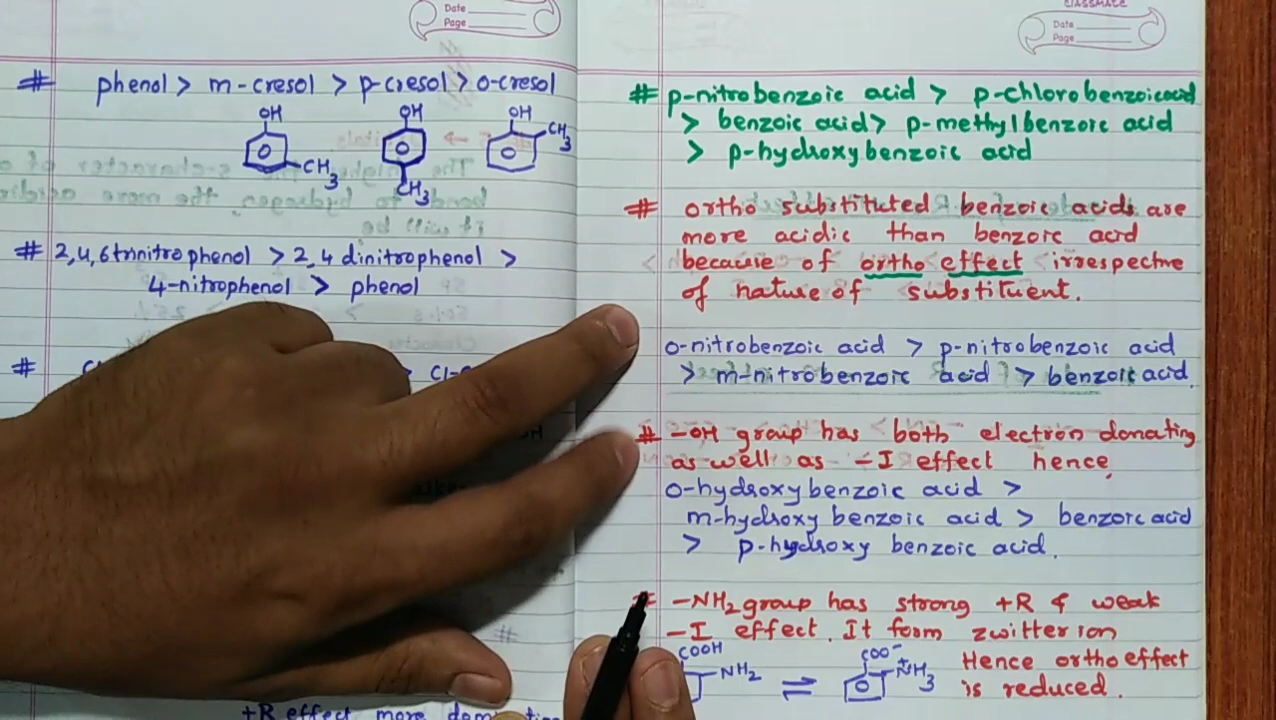 Date
Page
# phenol > m-cresol > p-cresol > o-cresol
OH
CH3
OH
CH3
OH
CH3
# 2,4,6 trinitrophenol > 2,4 dinitrophenol >
4-nitrophenol > phenol
#
+R effect more
CLASSMATE
Date
Page
# p-nitrobenzoic acid > p-chlorobenzoic acid
> benzoic acid > p-methylbenzoic acid
> p-hydroxybenzoic acid
# ortho substituted benzoic acids are
more acidic than benzoic acid
because of ortho effect irrespective
of nature of substituent.
o-nitrobenzoic acid > p-nitrobenzoic acid
> m-nitrobenzoic acid > benzoic acid
# -OH group has both electron donating
as well as -I effect hence,
o-hydroxybenzoic acid >
m-hydroxy benzoic acid > benzoic acid
> p-hydroxy benzoic acid.
# -NH2 group has strong +R & weak
-I effect. It form zwitter ion
COOH
NH2 ⇌
COO-
+NH3
Hence ortho effect
is reduced.